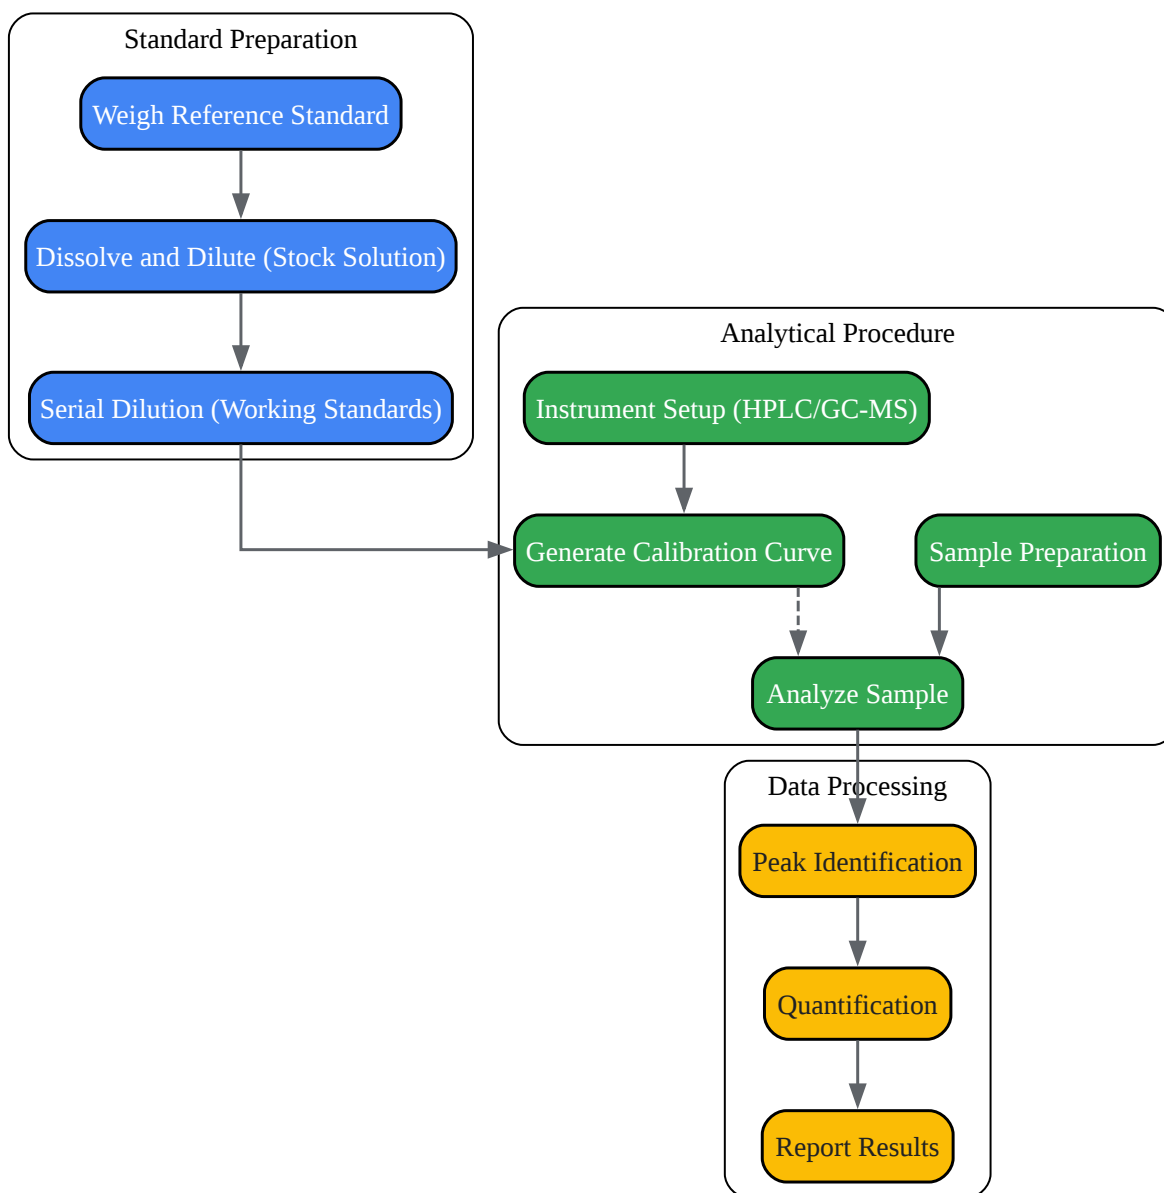 Standard Preparation
Weigh Reference Standard
Dissolve and Dilute (Stock Solution)
Serial Dilution (Working Standards)
Analytical Procedure
Instrument Setup (HPLC/GC-MS)
Generate Calibration Curve
Sample Preparation
Analyze Sample
Data Processing
Peak Identification
Quantification
Report Results